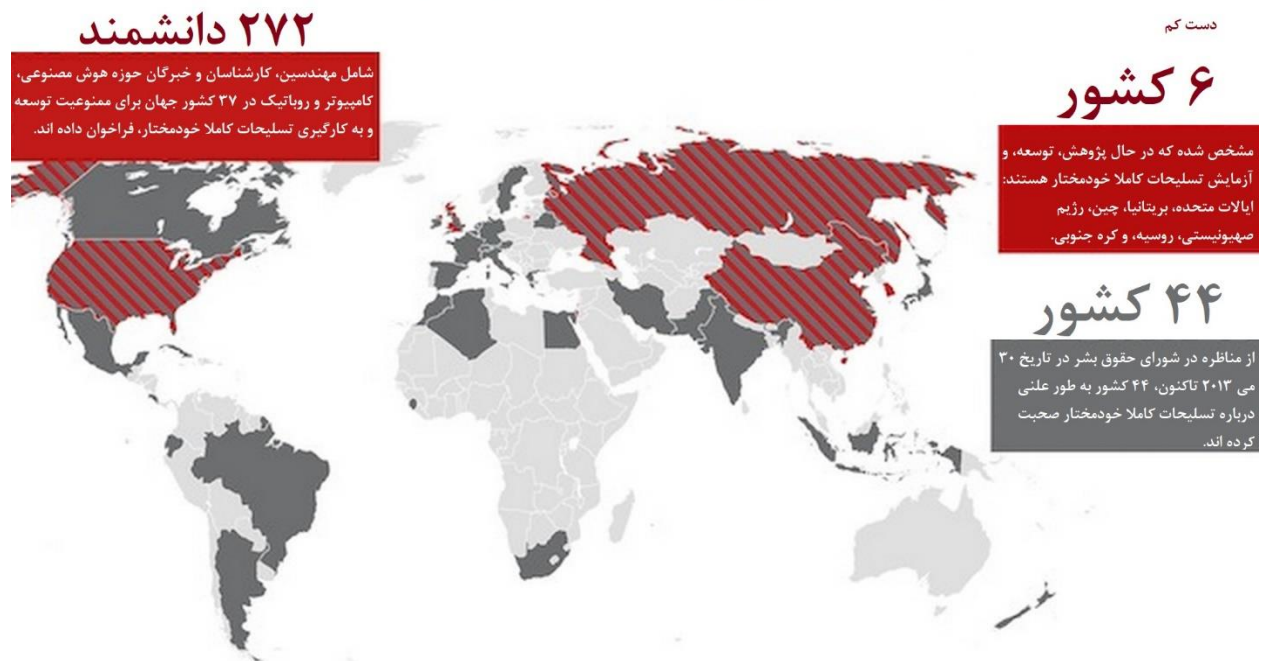 دست کم
۶ کشور
مشخص شده که در حال پژوهش، توسعه، و
آزمایش تسلیحات کاملا خودمختار هستند:
ایالات متحده، بریتانیا، چین، رژیم
صهیونیستی، روسیه، و کره جنوبی.
۴۴ کشور
از مناظره در شورای حقوق بشر در تاریخ ۳۰
می ۲۰۱۳ تاکنون، ۴۴ کشور به طور علنی
درباره تسلیحات کاملا خودمختار صحبت
کرده اند.
۲۷۲ دانشمند
شامل مهندسین، کارشناسان و خبرگان حوزه هوش مصنوعی،
کامپیوتر و روباتیک در ۳۷ کشور جهان برای ممنوعیت توسعه
و به کارگیری تسلیحات کاملا خودمختار، فراخوان داده اند.